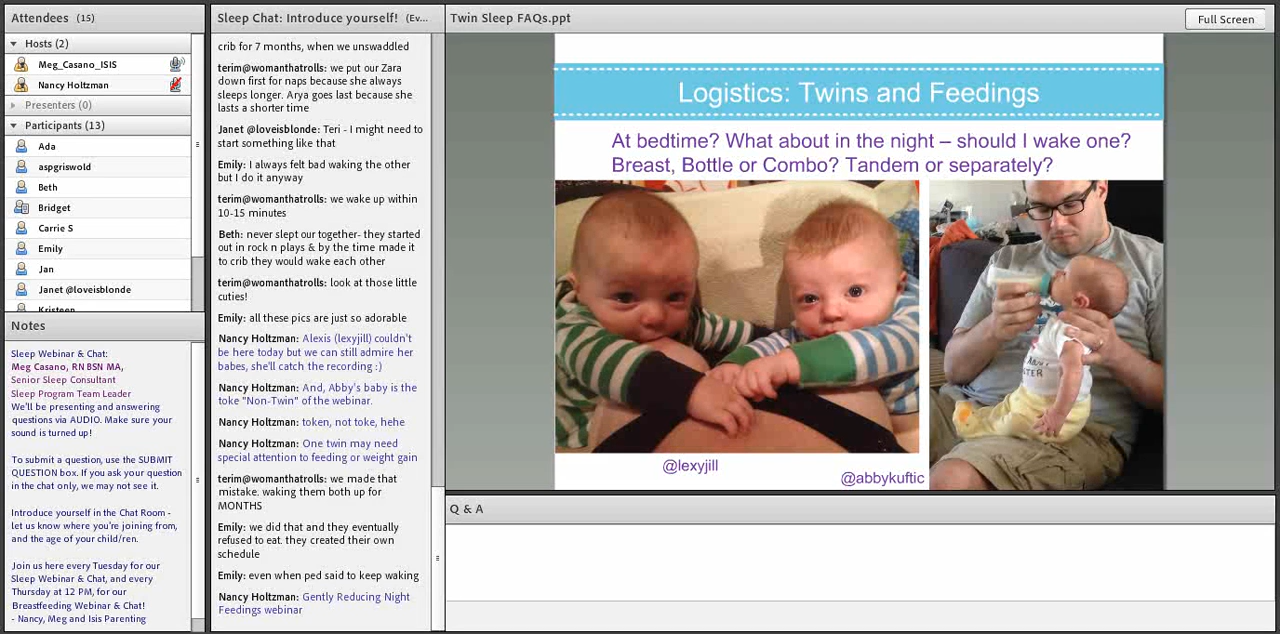 Attendees (15)
Hosts (2)
Meg_Casano_ISIS
Nancy Holtzman
Presenters (0)
Participants (13)
Ada
aspgriswold
Beth
Bridget
Carrie S
Emily
Jan
Janet @loveisblonde
Kristeen
Notes
Sleep Webinar & Chat:
Meg Casano, RN BSN MA,
Senior Sleep Consultant
Sleep Program Team Leader
We'll be presenting and answering
questions via AUDIO. Make sure your
sound is turned up!
To submit a question, use the SUBMIT
QUESTION box. If you ask your question
in the chat only, we may not see it.
Introduce yourself in the Chat Room -
let us know where you're joining from,
and the age of your child/ren.
Join us here every Tuesday for our
Sleep Webinar & Chat, and every
Thursday at 12 PM, for our
Breastfeeding Webinar & Chat!
- Nancy, Meg and Isis Parenting
Sleep Chat: Introduce yourself! (Ev...
crib for 7 months, when we unswaddled
terim@womanthatrolls: we put our Zara
down first for naps because she always
sleeps longer. Arya goes last because she
lasts a shorter time
Janet @loveisblonde: Teri - I might need to
start something like that
Emily: I always felt bad waking the other
but I do it anyway
terim@womanthatrolls: we wake up within
10-15 minutes
Beth: never slept our together- they started
out in rock n plays & by the time made it
to crib they would wake each other
terim@womanthatrolls: look at those little
cuties!
Emily: all these pics are just so adorable
Nancy Holtzman: Alexis (lexyjill) couldn't
be here today but we can still admire her
babes, she'll catch the recording :)
Nancy Holtzman: And, Abby's baby is the
toke "Non-Twin" of the webinar.
Nancy Holtzman: token, not toke, hehe
Nancy Holtzman: One twin may need
special attention to feeding or weight gain
terim@womanthatrolls: we made that
mistake. waking them both up for
MONTHS
Emily: we did that and they eventually
refused to eat. they created their own
schedule
Emily: even when ped said to keep waking
Nancy Holtzman: Gently Reducing Night
Feedings webinar
Twin Sleep FAQs.ppt
Full Screen
Logistics: Twins and Feedings
At bedtime? What about in the night – should I wake one?
Breast, Bottle or Combo? Tandem or separately?
@lexyjill
@abbykuftic
Q & A